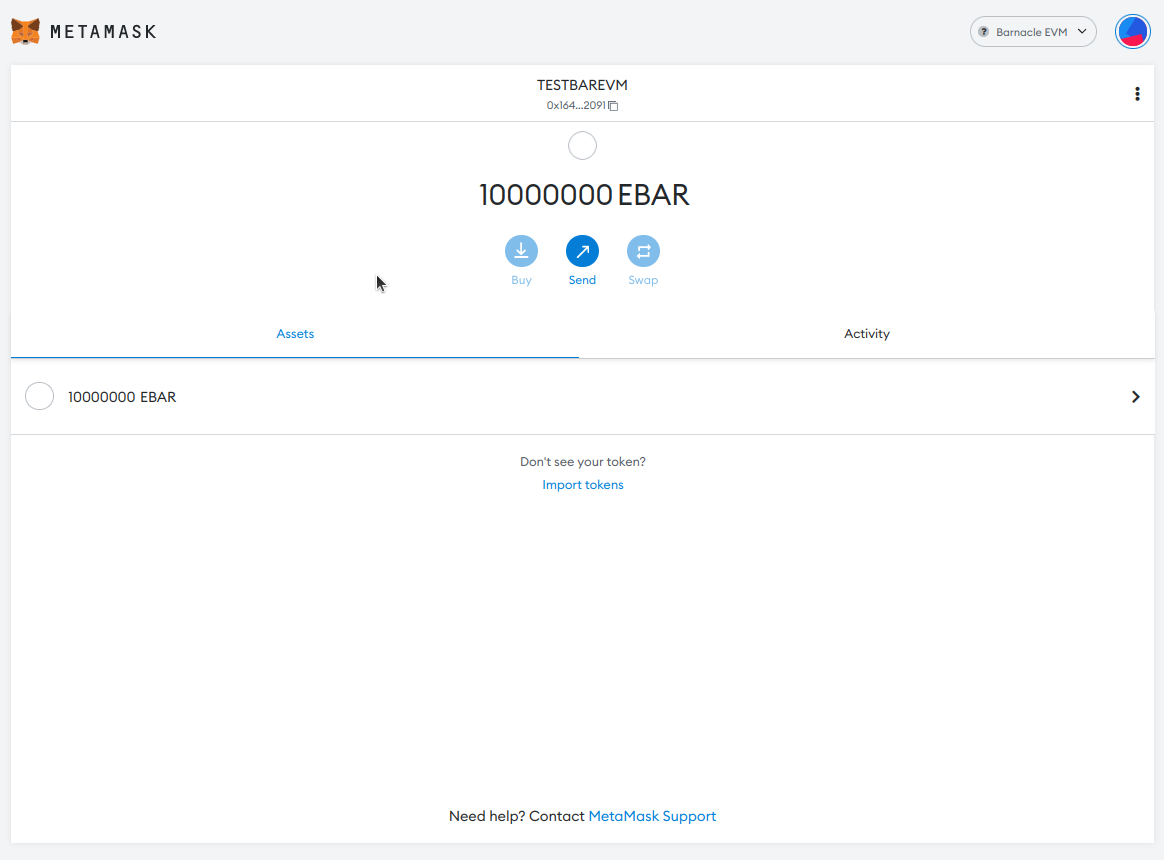 METAMASK
? Barnacle EVM
TESTBAREVM
0x164...2091
10000000 EBAR
Buy
Send
Swap
Assets
Activity
10000000 EBAR
Don't see your token?
Import tokens
Need help? Contact MetaMask Support